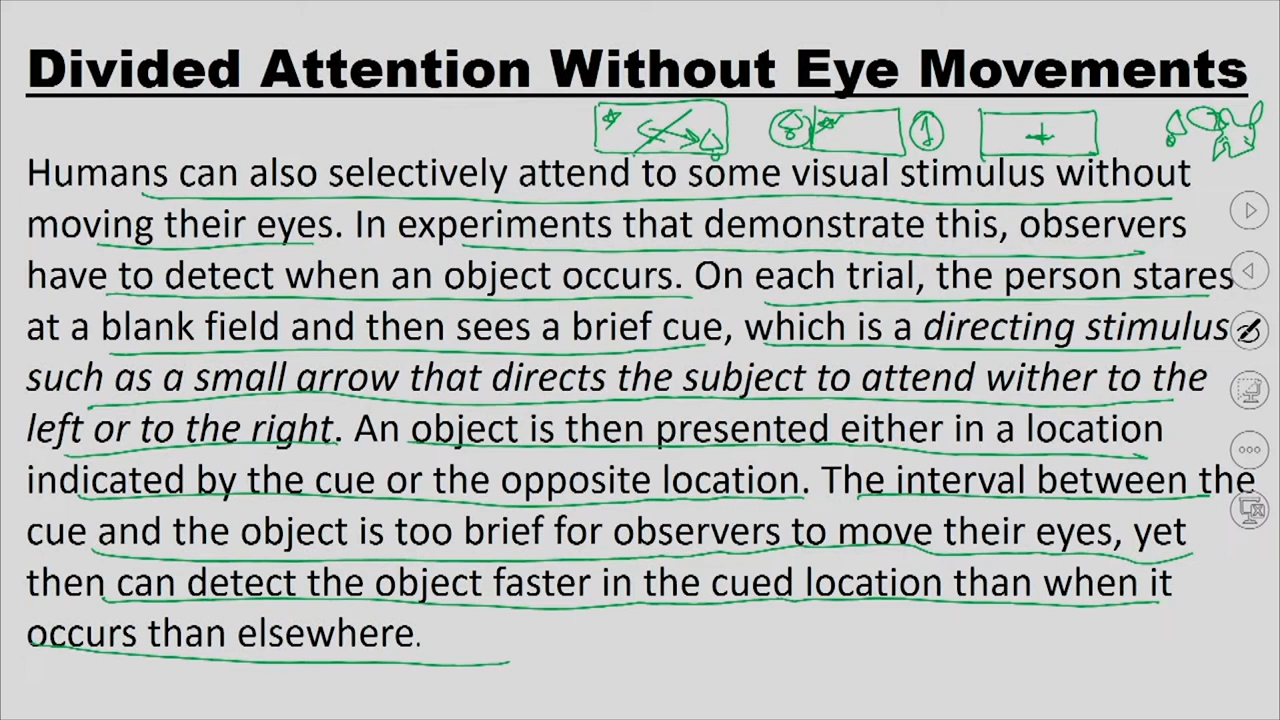 Divided Attention Without Eye Movements
Humans can also selectively attend to some visual stimulus without
moving their eyes. In experiments that demonstrate this, observers
have to detect when an object occurs. On each trial, the person stares
at a blank field and then sees a brief cue, which is a directing stimulus
such as a small arrow that directs the subject to attend wither to the
left or to the right. An object is then presented either in a location
indicated by the cue or the opposite location. The interval between the
cue and the object is too brief for observers to move their eyes, yet
then can detect the object faster in the cued location than when it
occurs than elsewhere.